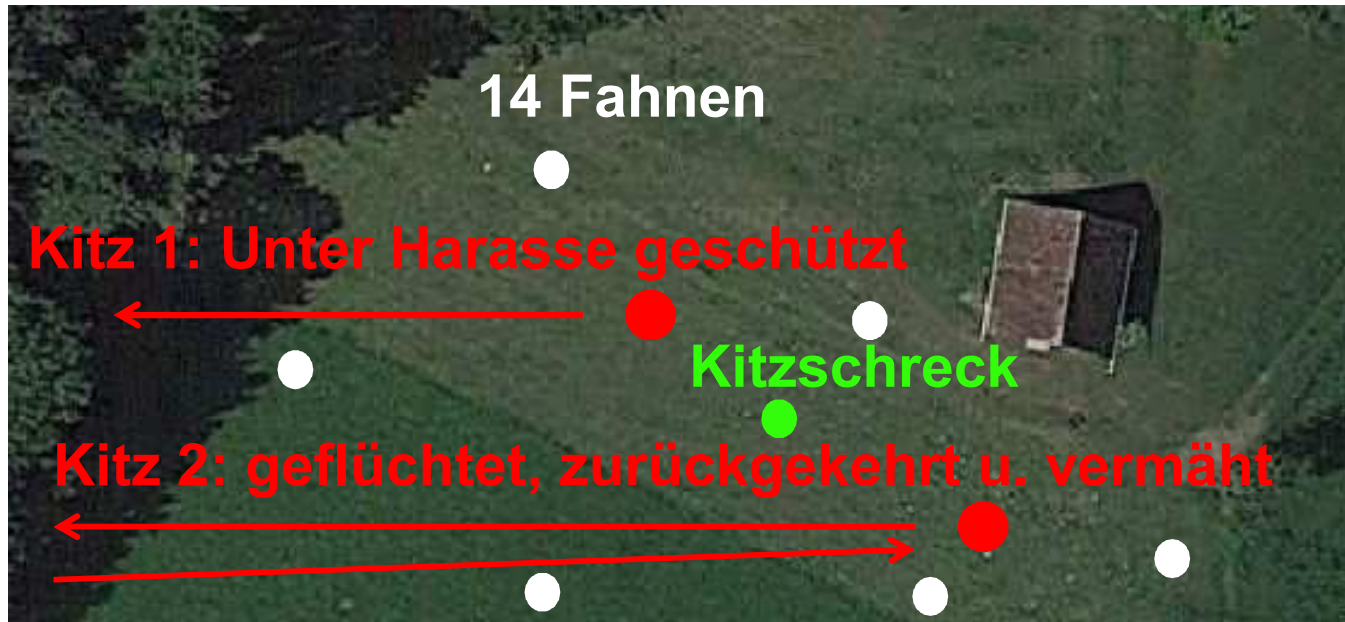 14 Fahnen
Kitz 1: Unter Harasse geschützt
Kitzschreck
Kitz 2: geflüchtet, zurückgekehrt u. vermäht